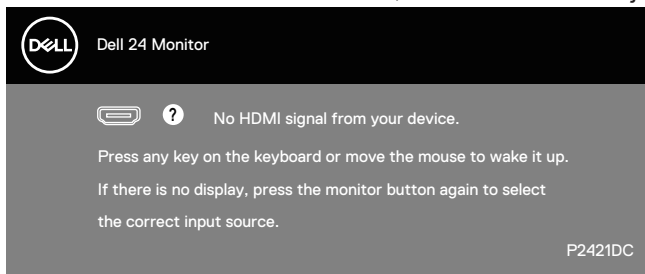 DELL
Dell 24 Monitor
? No HDMI signal from your device.
Press any key on the keyboard or move the mouse to wake it up.
If there is no display, press the monitor button again to select
the correct input source.
P2421DC